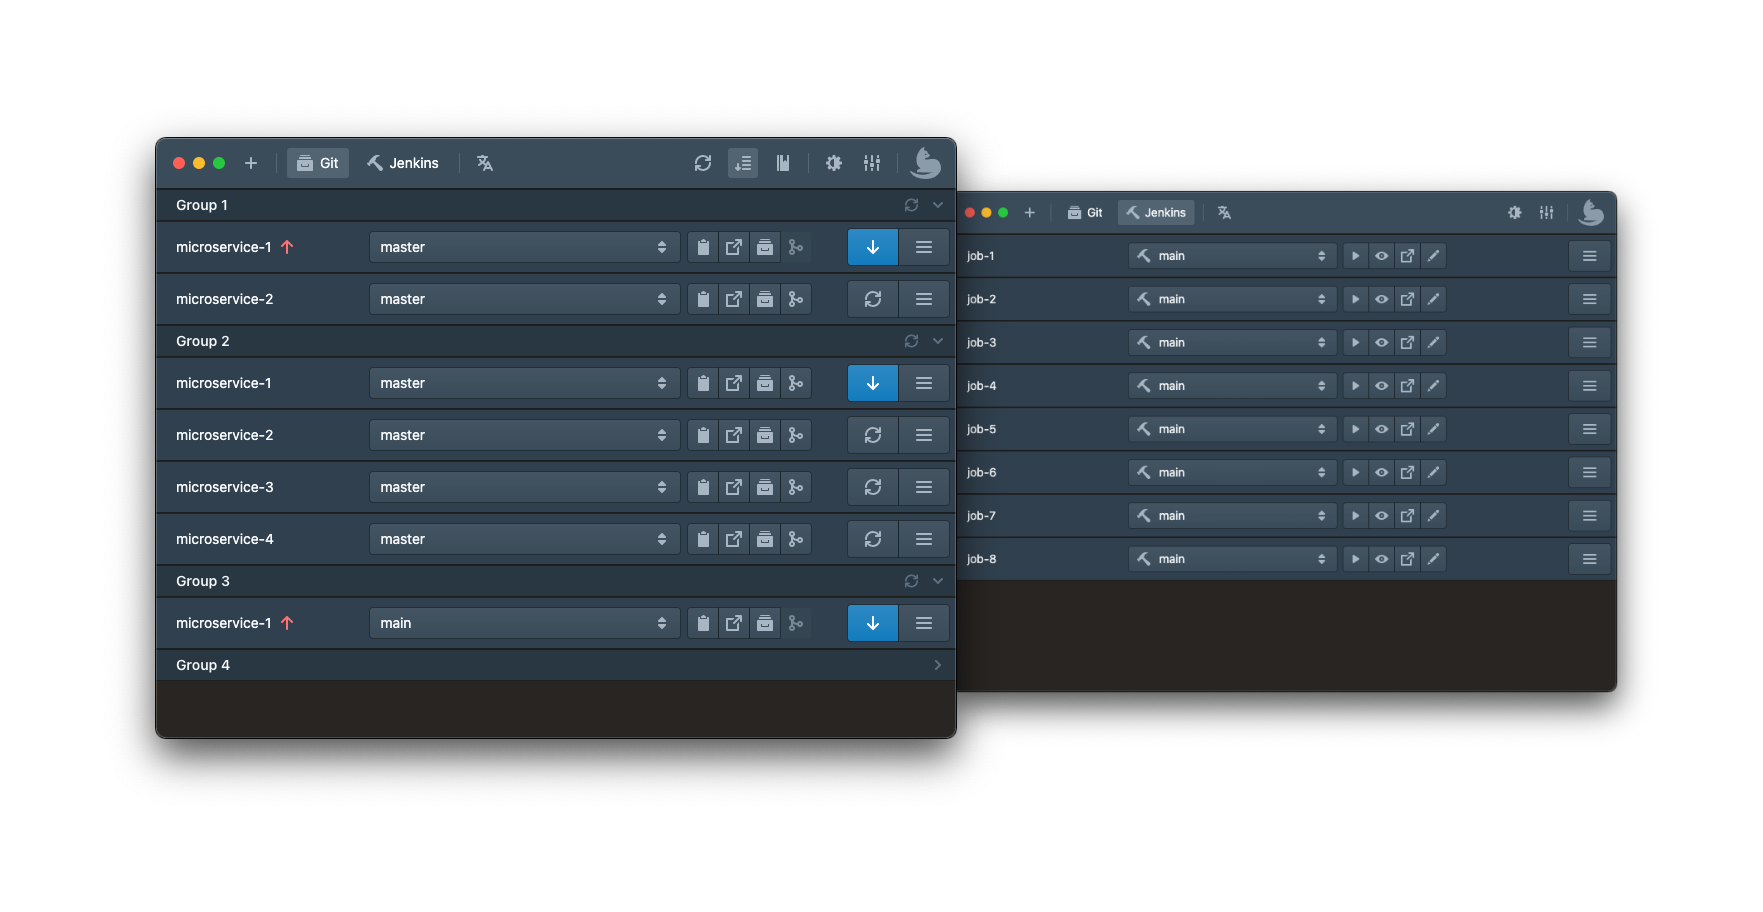 Git Jenkins
Group 1
microservice-1 master
microservice-2 master
Group 2
microservice-1 master
microservice-2 master
microservice-3 master
microservice-4 master
Group 3
microservice-1 main
Group 4
Git Jenkins
job-1 main
job-2 main
job-3 main
job-4 main
job-5 main
job-6 main
job-7 main
job-8 main